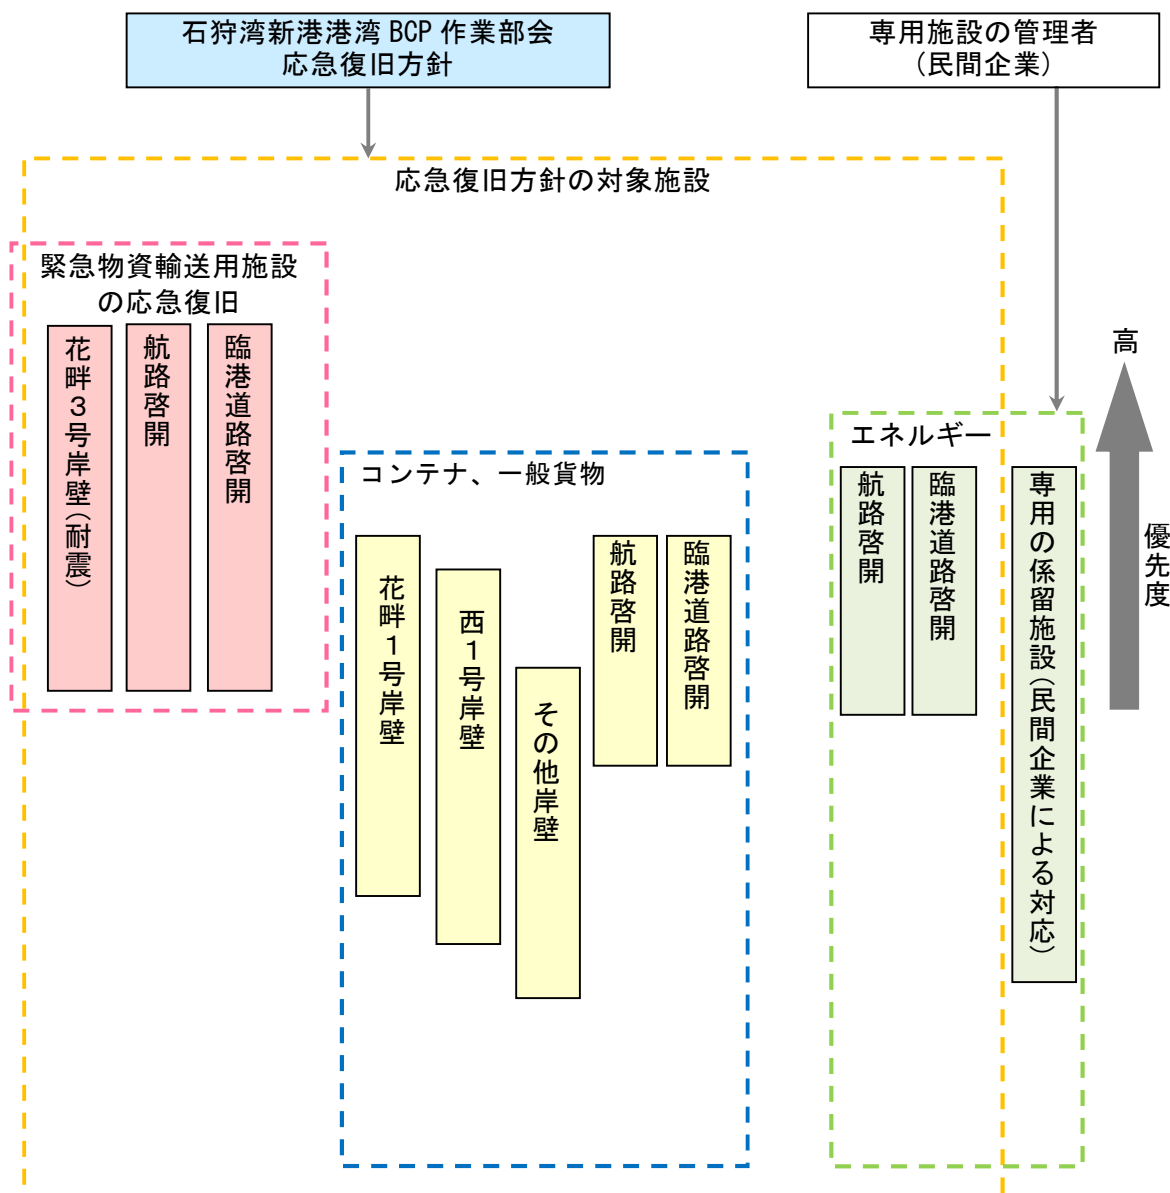 石狩湾新港港湾 BCP 作業部会
応急復旧方針
専用施設の管理者
（民間企業）
応急復旧方針の対象施設
緊急物資輸送用施設
の応急復旧
花畔３号岸壁（耐震）
航路啓開
臨港道路啓開
コンテナ、一般貨物
花畔１号岸壁
西１号岸壁
その他岸壁
航路啓開
臨港道路啓開
エネルギー
航路啓開
臨港道路啓開
専用の係留施設（民間企業による対応）
高
優先度